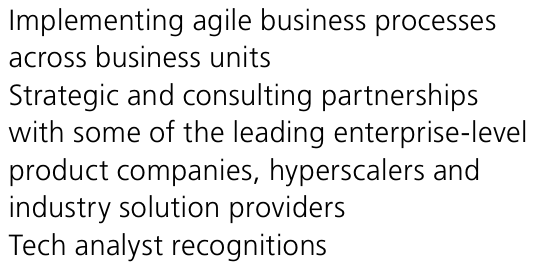 Implementing agile business processes
across business units
Strategic and consulting partnerships
with some of the leading enterprise-level
product companies, hyperscalers and
industry solution providers
Tech analyst recognitions